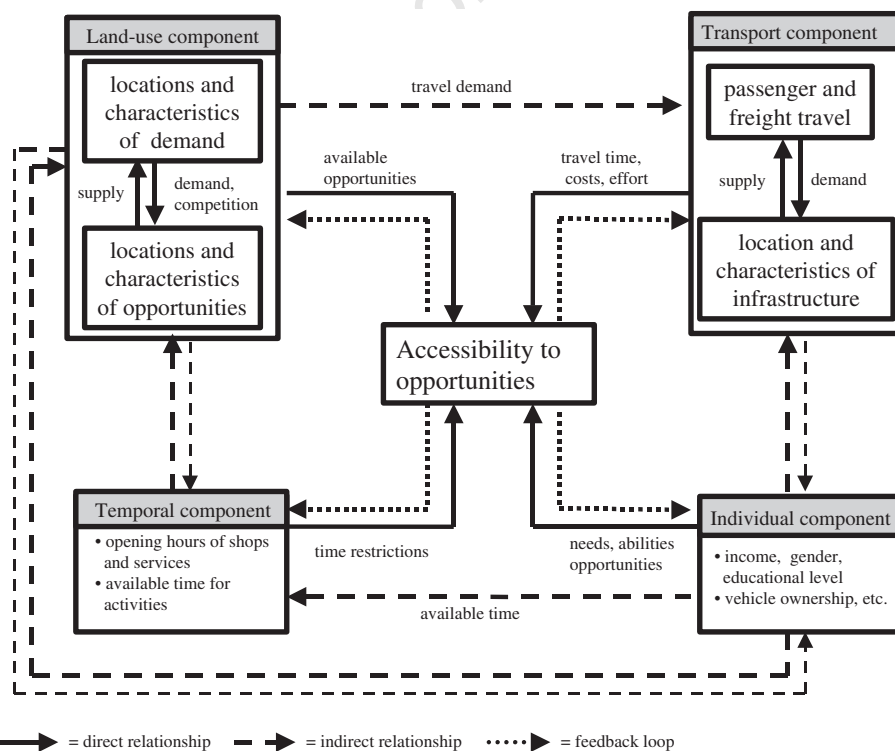 Land-use component
locations and
characteristics
of demand
supply
demand,
competition
locations and
characteristics
of opportunities
travel demand
available
opportunities
travel time,
costs, effort
Transport component
passenger and
freight travel
supply
demand
location and
characteristics of
infrastructure
Accessibility to
opportunities
Temporal component
• opening hours of shops
and services
• available time for
activities
time restrictions
needs, abilities
opportunities
available time
Individual component
• income, gender,
educational level
• vehicle ownership, etc.
= direct relationship
= indirect relationship
= feedback loop